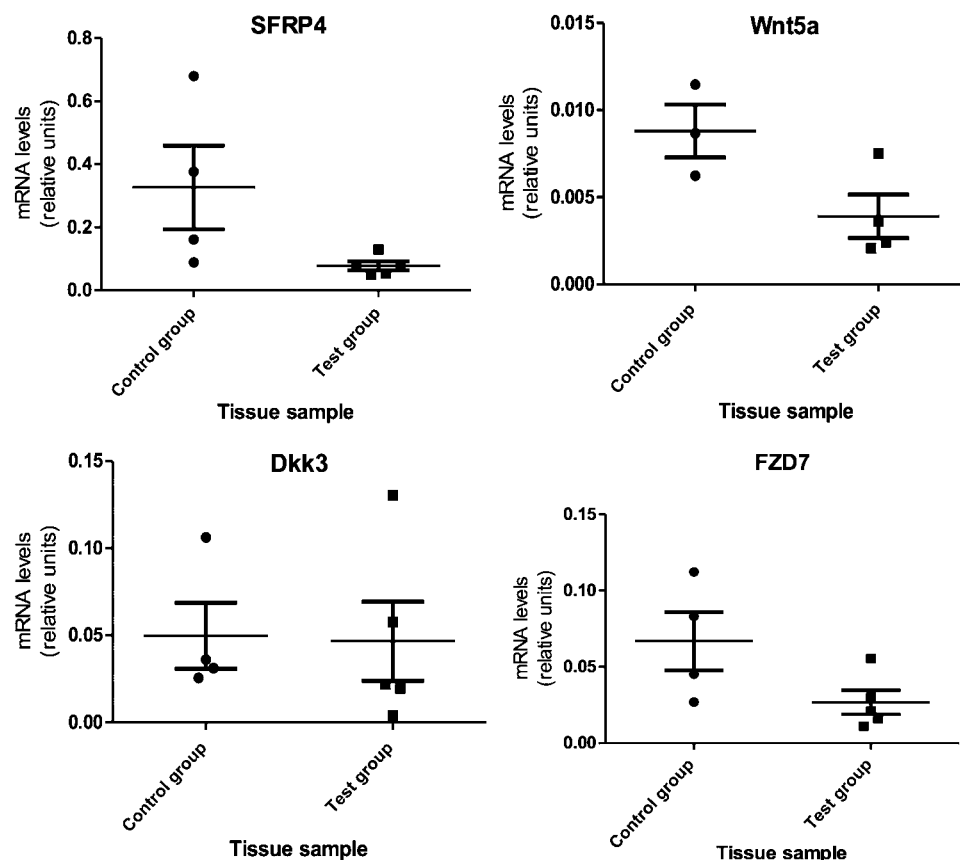 SFRP4
mRNA levels
(relative units)
0.8
0.6
0.4
0.2
0.0
Control group
Test group
Tissue sample
Wnt5a
mRNA levels
(relative units)
0.015
0.010
0.005
0.000
Control group
Test group
Tissue sample
Dkk3
mRNA levels
(relative units)
0.15
0.10
0.05
0.00
Control group
Test group
Tissue sample
FZD7
mRNA levels
(relative units)
0.15
0.10
0.05
0.00
Control group
Test group
Tissue sample